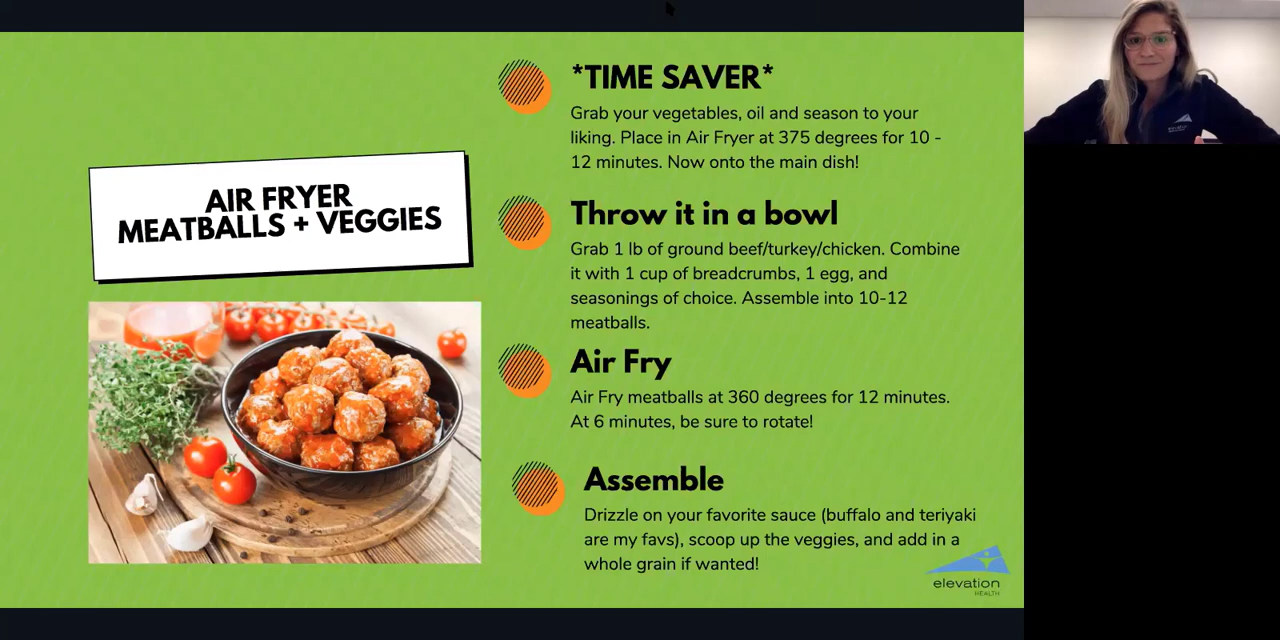 AIR FRYER
MEATBALLS + VEGGIES
*TIME SAVER*
Grab your vegetables, oil and season to your
liking. Place in Air Fryer at 375 degrees for 10 -
12 minutes. Now onto the main dish!
Throw it in a bowl
Grab 1 lb of ground beef/turkey/chicken. Combine
it with 1 cup of breadcrumbs, 1 egg, and
seasonings of choice. Assemble into 10-12
meatballs.
Air Fry
Air Fry meatballs at 360 degrees for 12 minutes.
At 6 minutes, be sure to rotate!
Assemble
Drizzle on your favorite sauce (buffalo and teriyaki
are my favs), scoop up the veggies, and add in a
whole grain if wanted!
elevation
HEALTH
elevation